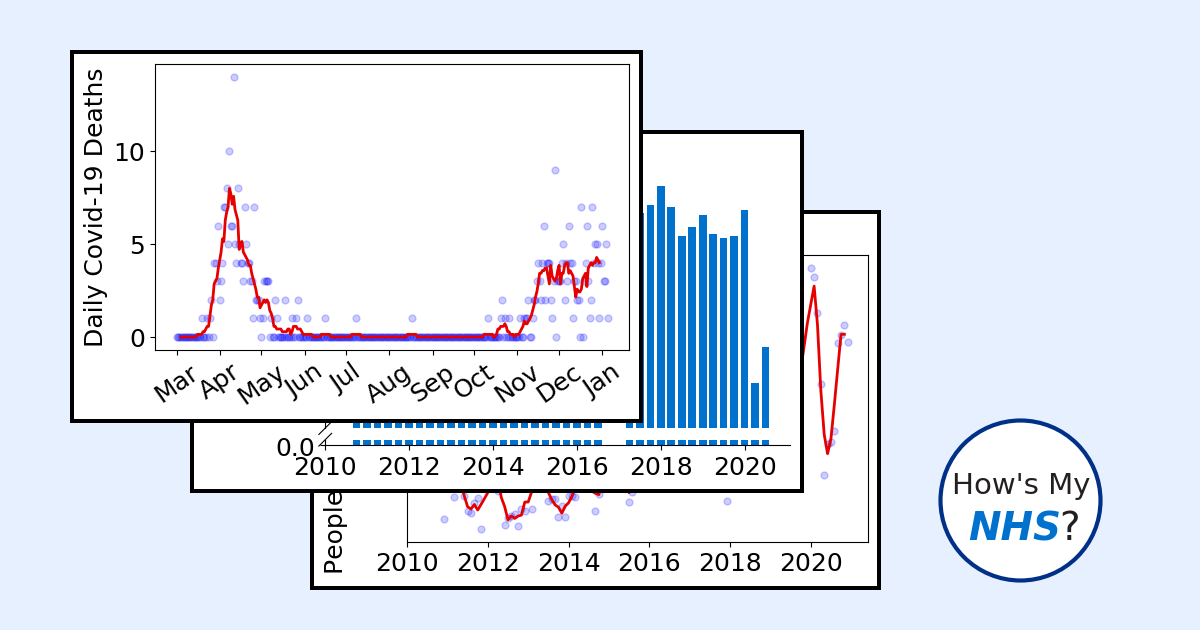 Daily Covid-19 Deaths
10
5
0
Mar Apr May Jun Jul Aug Sep Oct Nov Dec Jan
0.0
2010 2012 2014 2016 2018 2020
People
2010 2012 2014 2016 2018 2020
How's My
NHS?